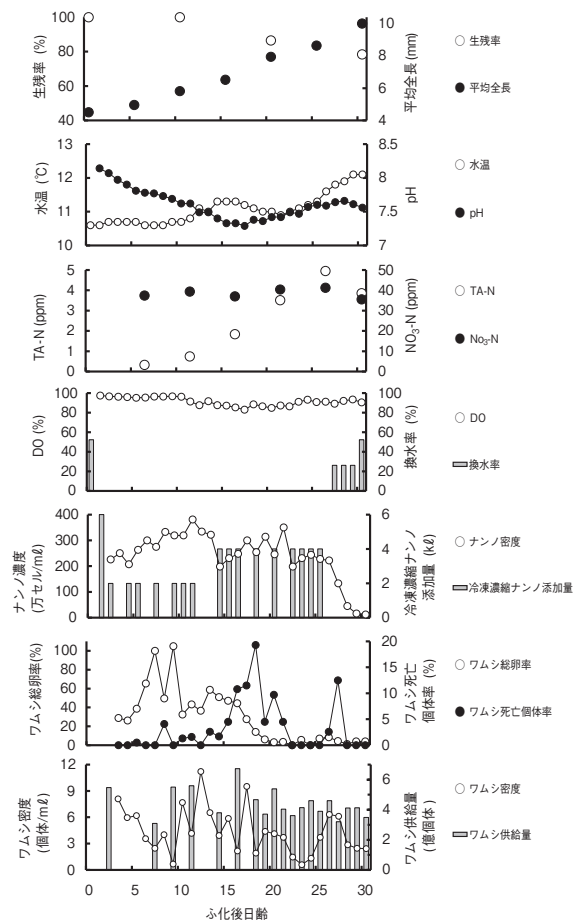 生残率 (%)
100
80
60
40
10
8
6
4
平均全長(mm)
生残率
平均全長
水温 (℃)
13
12
11
10
8.5
8
7.5
7
pH
水温
pH
TA-N (ppm)
5
4
3
2
1
0
50
40
30
20
10
0
NO₃-N (ppm)
TA-N
No₃-N
DO (%)
100
80
60
40
20
0
100
80
60
40
20
0
換水率 (%)
DO
換水率
ナンノ濃度
(万セル/mℓ)
400
300
200
100
0
6
4
2
0
冷凍濃縮ナンノ
添加量 (kℓ)
ナンノ密度
冷凍濃縮ナンノ添加量
ワムシ総卵率(%)
100
80
60
40
20
0
20
15
10
5
0
ワムシ死亡
個体率 (%)
ワムシ総卵率
ワムシ死亡個体率
ワムシ密度
(個体/mℓ)
12
9
6
3
0
6
4
2
0
ワムシ供給量
(億個体)
ワムシ密度
ワムシ供給量
0 5 10 15 20 25 30
ふ化後日齢